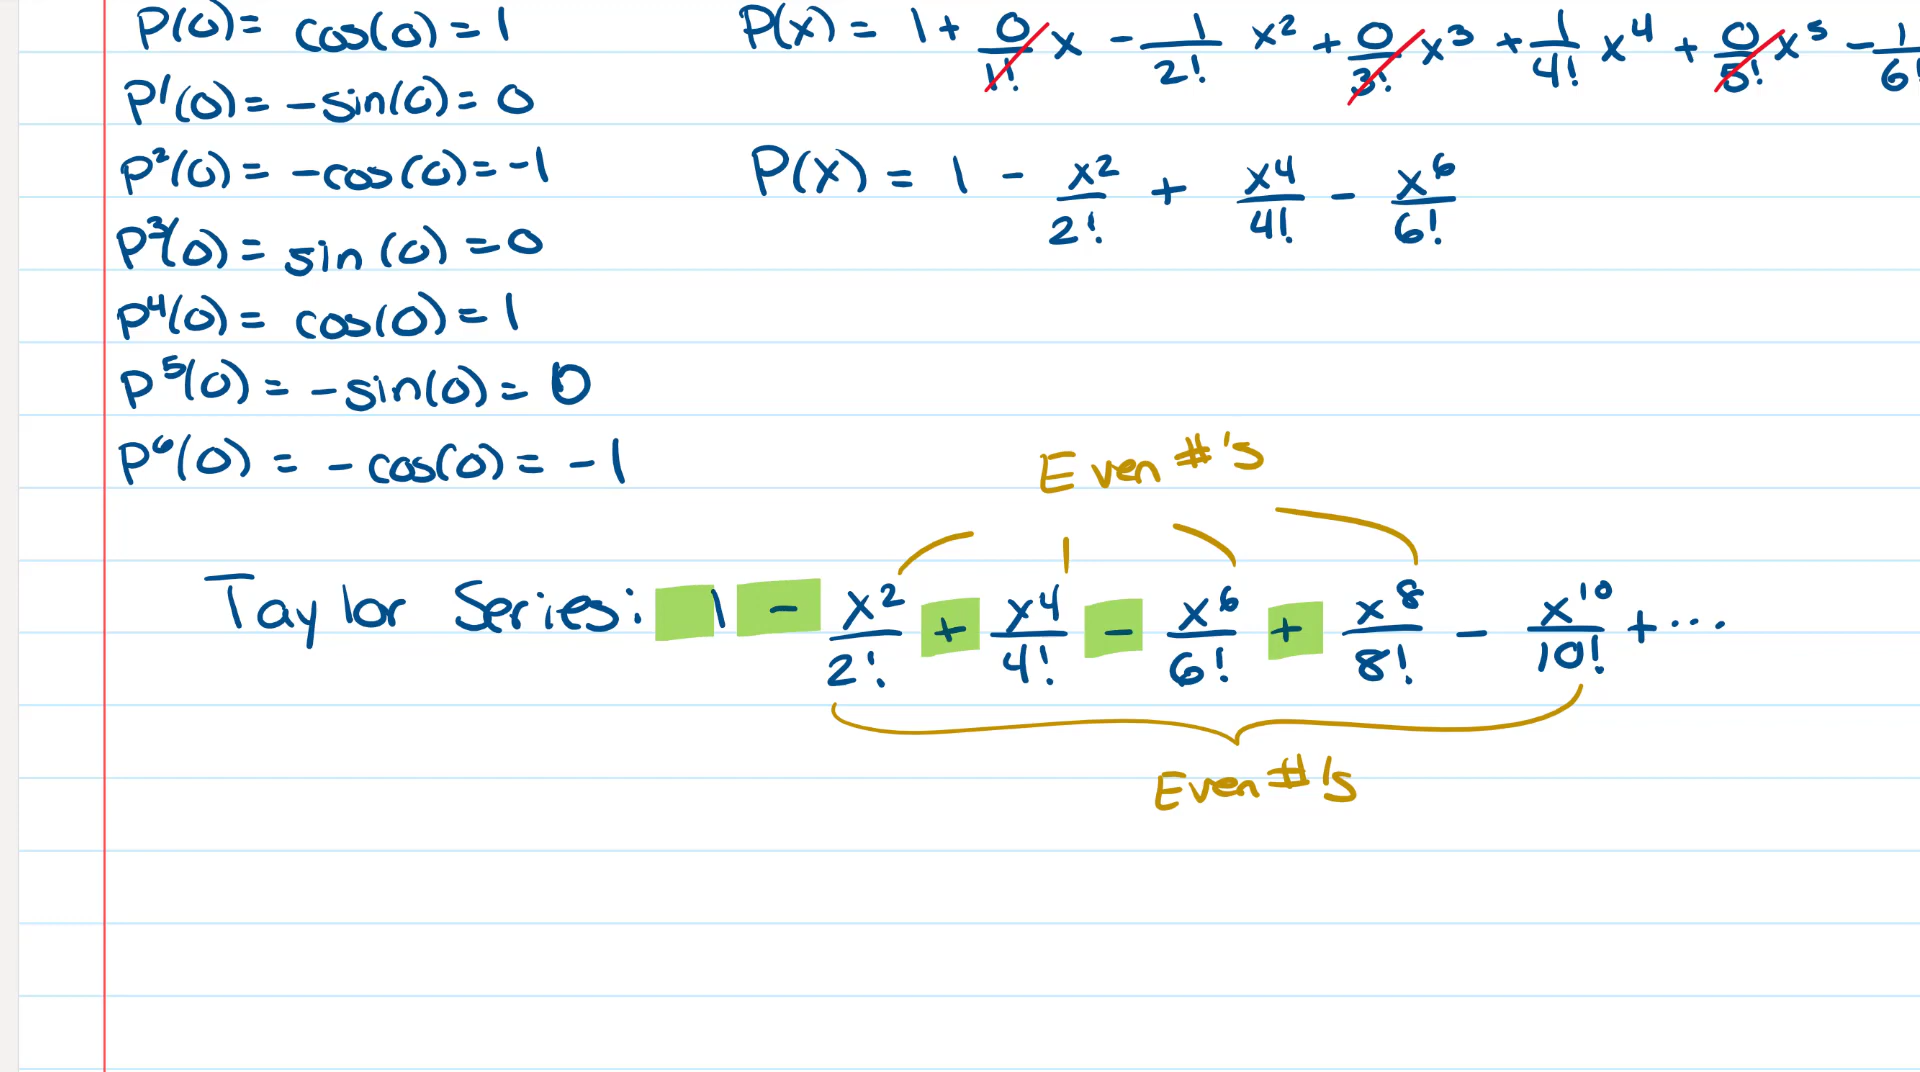 P(0) = cos(0) = 1
P'(0) = -sin(0) = 0
P²(0) = -cos(0) = -1
P³(0) = sin(0) = 0
P⁴(0) = cos(0) = 1
P⁵(0) = -sin(0) = 0
P⁶(0) = -cos(0) = -1
P(x) = 1 + 0/1! x - 1/2! x² + 0/3! x³ + 1/4! x⁴ + 0/5! x⁵ - 1/6!
P(x) = 1 - x²/2! + x⁴/4! - x⁶/6!
Even #'s
Taylor Series: 1 - x²/2! + x⁴/4! - x⁶/6! + x⁸/8! - x¹⁰/10! + ...
Even #'s